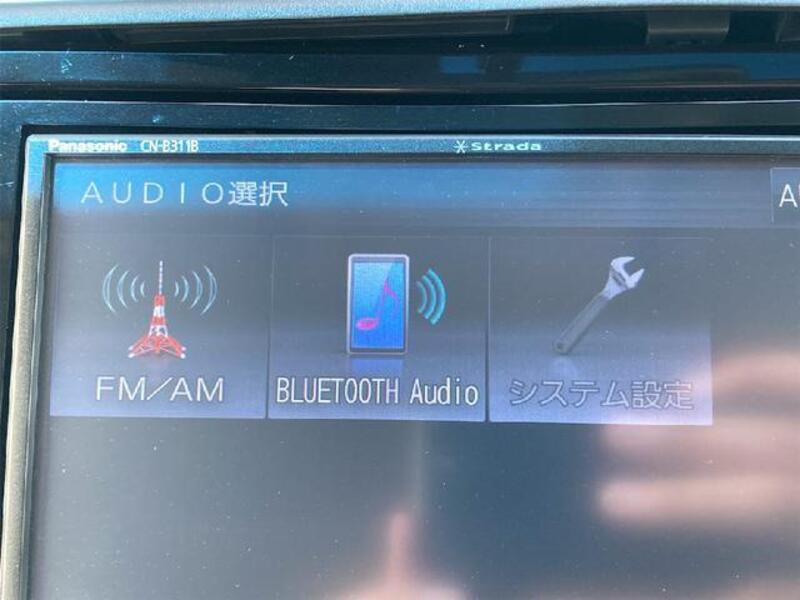 Panasonic CN-B311B Strada
AUDIO選択
FM/AM
BLUETOOTH Audio
システム設定